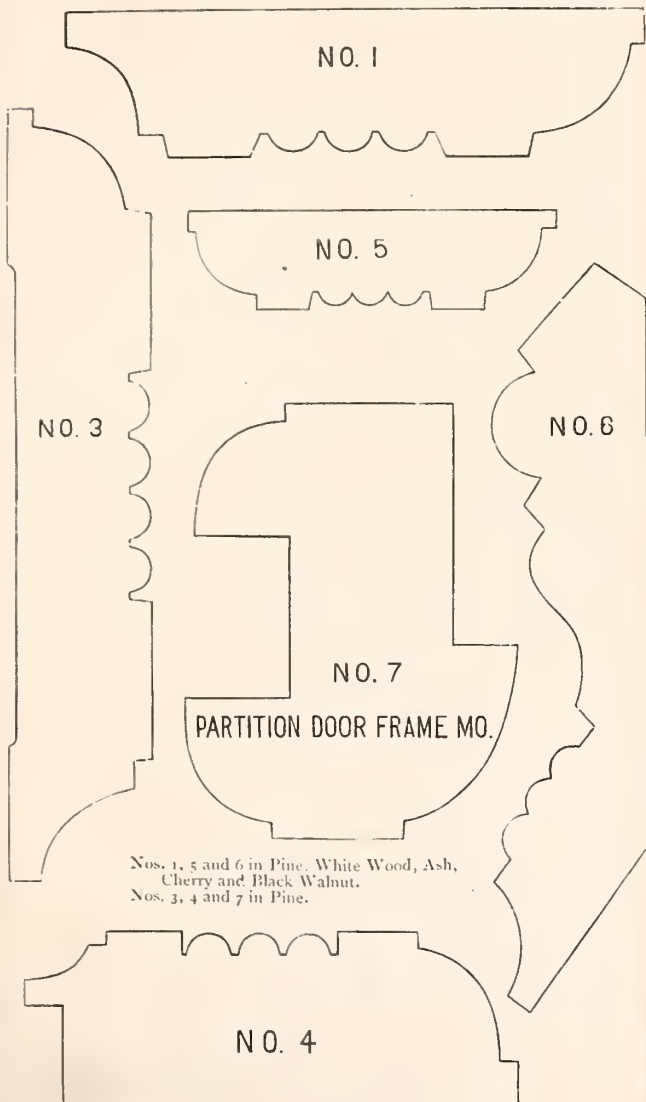 NO. 1
NO. 5
NO. 3
NO. 6
NO. 7
PARTITION DOOR FRAME MO.
Nos. 1, 5 and 6 in Pine, White Wood, Ash,
Cherry and Black Walnut.
Nos. 3, 4 and 7 in Pine.
NO. 4